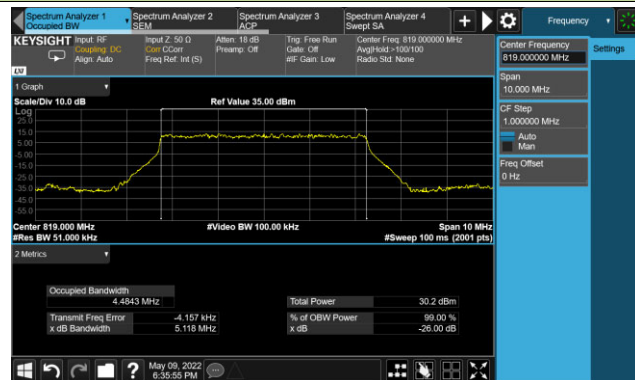 Spectrum Analyzer 1
Occupied BW
Spectrum Analyzer 2
SEM
Spectrum Analyzer 3
ACP
Spectrum Analyzer 4
Swept SA
Frequency
KEYSIGHT
Input: RF
Coupling: DC
Align: Auto
Input Z: 50 Ω
Corr CCorr
Freq Ref: Int (S)
Atten: 18 dB
Preamp: Off
Trig: Free Run
Gate: Off
#IF Gain: Low
Center Freq: 819.000000 MHz
Avg|Hold:>100/100
Radio Std: None
LXI
1 Graph
Scale/Div 10.0 dB
Ref Value 35.00 dBm
Log
25.0
15.0
5.00
-5.00
-15.0
-25.0
-35.0
-45.0
-55.0
Center 819.000 MHz
#Video BW 100.00 kHz
Span 10 MHz
#Res BW 51.000 kHz
#Sweep 100 ms (2001 pts)
2 Metrics
Occupied Bandwidth
4.4843 MHz
Total Power
30.2 dBm
Transmit Freq Error
-4.157 kHz
% of OBW Power
99.00 %
x dB Bandwidth
5.118 MHz
x dB
-26.00 dB
Center Frequency
819.000000 MHz
Settings
Span
10.000 MHz
CF Step
1.000000 MHz
Auto
Man
Freq Offset
0 Hz
?
May 09, 2022
6:35:55 PM